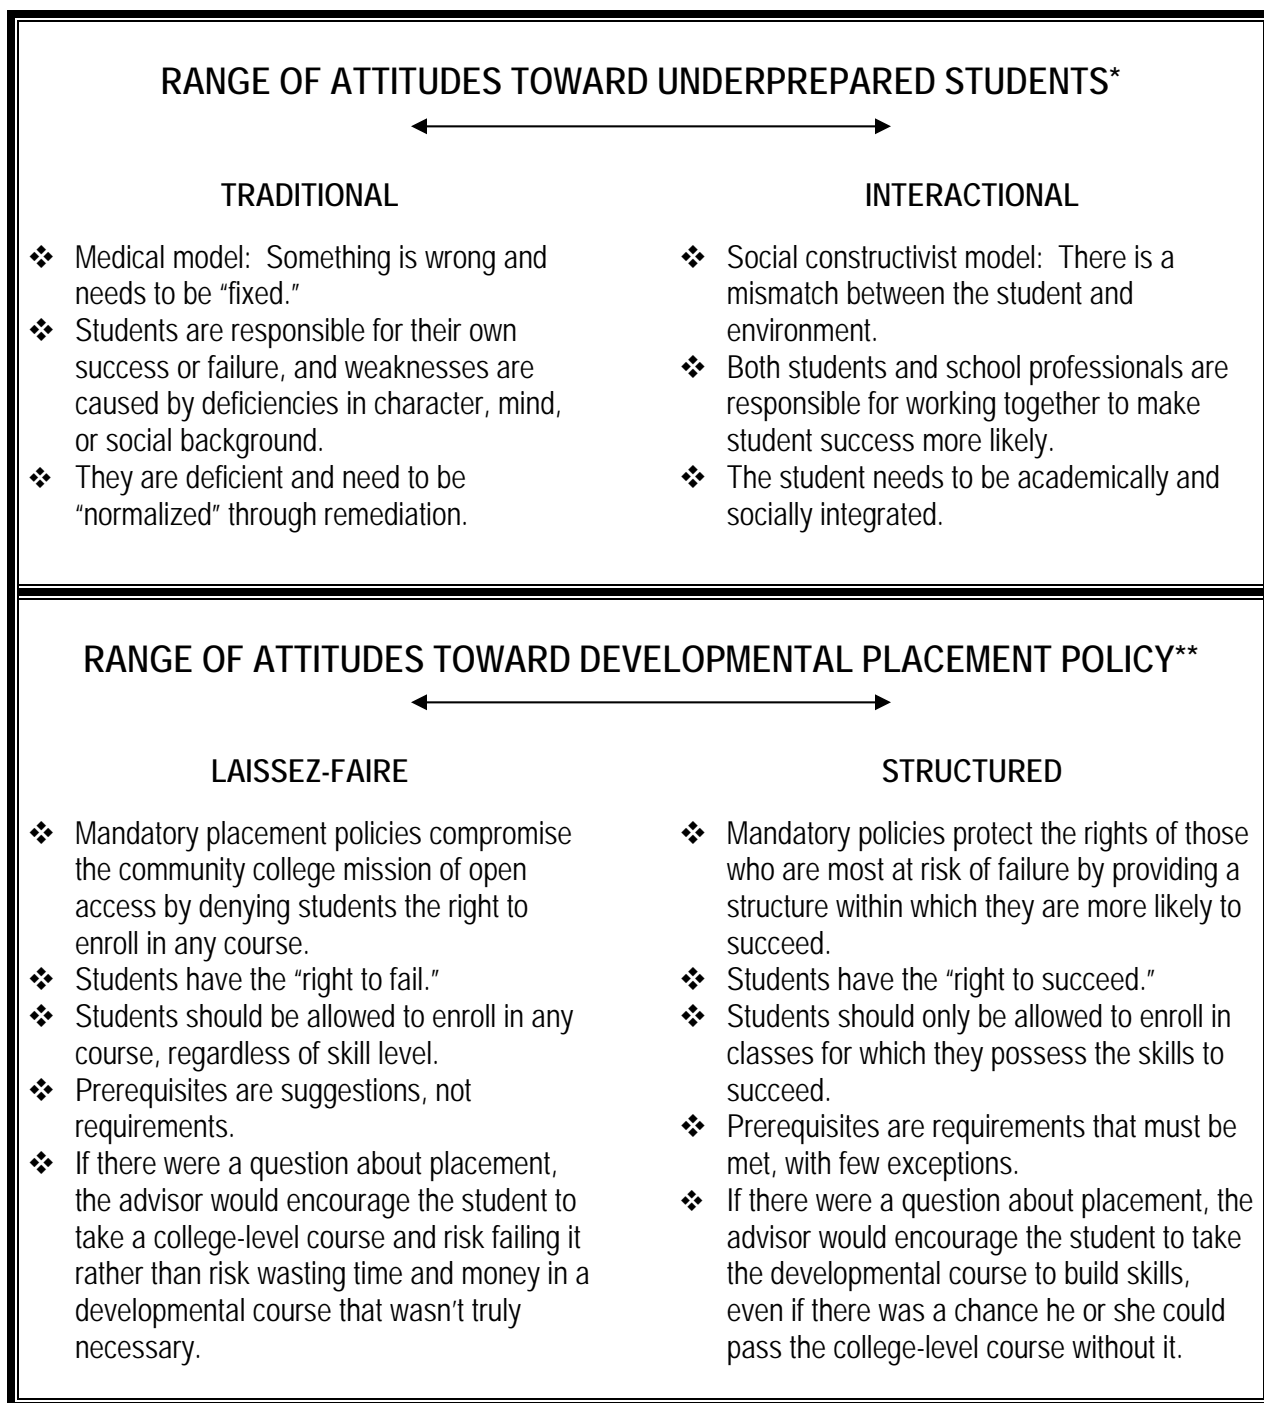 RANGE OF ATTITUDES TOWARD UNDERPREPARED STUDENTS*
TRADITIONAL
❖ Medical model:  Something is wrong and
needs to be “fixed.”
❖ Students are responsible for their own
success or failure, and weaknesses are
caused by deficiencies in character, mind,
or social background.
❖ They are deficient and need to be
“normalized” through remediation.
INTERACTIONAL
❖ Social constructivist model:  There is a
mismatch between the student and
environment.
❖ Both students and school professionals are
responsible for working together to make
student success more likely.
❖ The student needs to be academically and
socially integrated.
RANGE OF ATTITUDES TOWARD DEVELOPMENTAL PLACEMENT POLICY**
LAISSEZ-FAIRE
❖ Mandatory placement policies compromise
the community college mission of open
access by denying students the right to
enroll in any course.
❖ Students have the “right to fail.”
❖ Students should be allowed to enroll in any
course, regardless of skill level.
❖ Prerequisites are suggestions, not
requirements.
❖ If there were a question about placement,
the advisor would encourage the student to
take a college-level course and risk failing it
rather than risk wasting time and money in a
developmental course that wasn’t truly
necessary.
STRUCTURED
❖ Mandatory policies protect the rights of those
who are most at risk of failure by providing a
structure within which they are more likely to
succeed.
❖ Students have the “right to succeed.”
❖ Students should only be allowed to enroll in
classes for which they possess the skills to
succeed.
❖ Prerequisites are requirements that must be
met, with few exceptions.
❖ If there were a question about placement, the
advisor would encourage the student to take
the developmental course to build skills,
even if there was a chance he or she could
pass the college-level course without it.